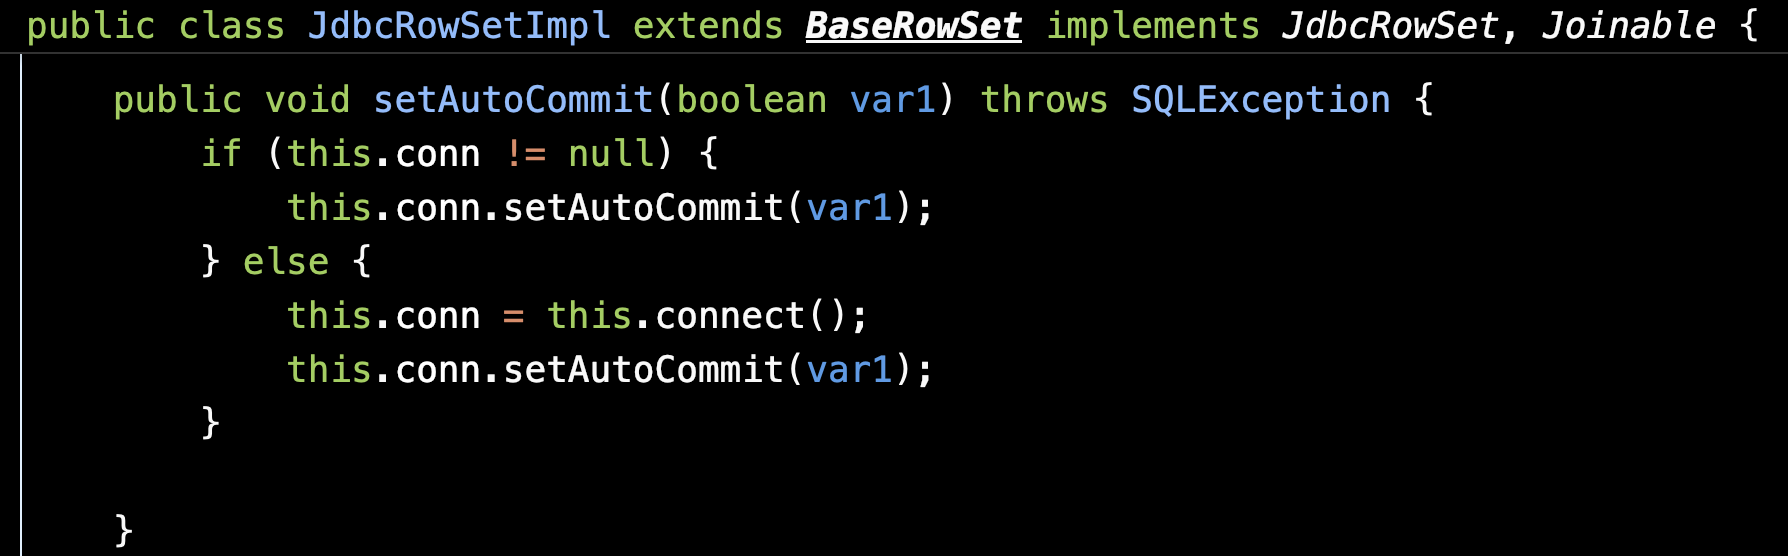 public class JdbcRowSetImpl extends BaseRowSet implements JdbcRowSet, Joinable {
    public void setAutoCommit(boolean var1) throws SQLException {
        if (this.conn != null) {
            this.conn.setAutoCommit(var1);
        } else {
            this.conn = this.connect();
            this.conn.setAutoCommit(var1);
        }
    }